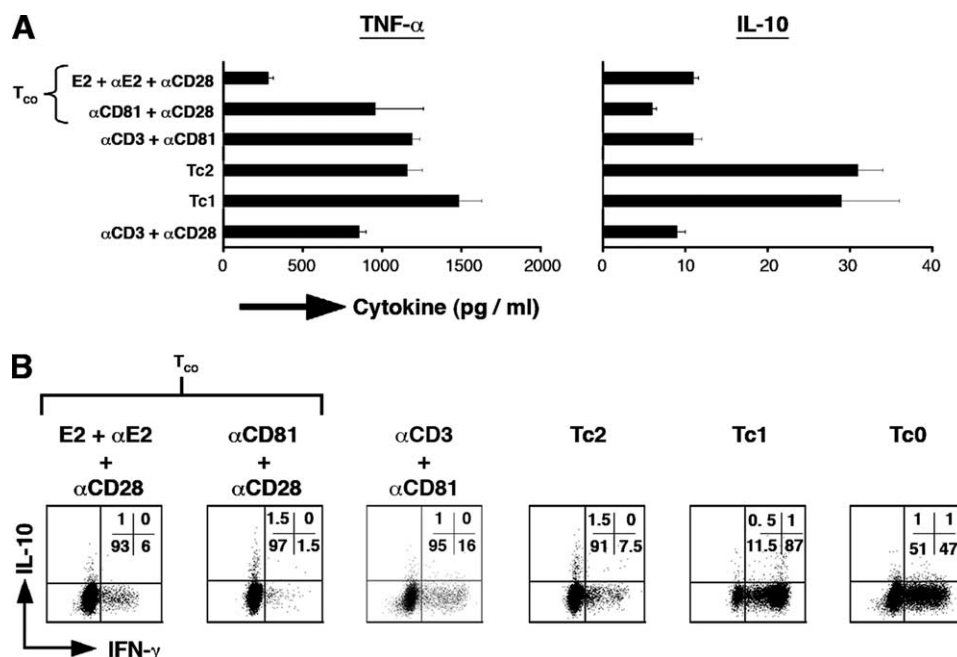 A
TNF-α
IL-10
T_CO
E2 + αE2 + αCD28
αCD81 + αCD28
αCD3 + αCD81
Tc2
Tc1
αCD3 + αCD28
0 500 1000 1500 2000
0 10 20 30 40
Cytokine (pg / ml)
B
T_CO
E2 + αE2 + αCD28
αCD81 + αCD28
αCD3 + αCD81
Tc2
Tc1
Tc0
1 0
93 6
1.5 0
97 1.5
1 0
95 16
1.5 0
91 7.5
0. 5 1
11.5 87
1 1
51 47
IL-10
IFN-γ